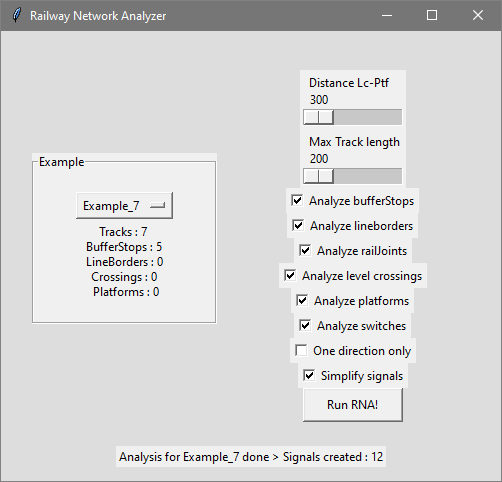 Railway Network Analyzer
Distance Lc-Ptf
300
Max Track length
200
Example
Example_7
Tracks : 7
BufferStops : 5
LineBorders : 0
Crossings : 0
Platforms : 0
Analyze bufferStops
Analyze lineborders
Analyze railJoints
Analyze level crossings
Analyze platforms
Analyze switches
One direction only
Simplify signals
Run RNA!
Analysis for Example_7 done > Signals created : 12